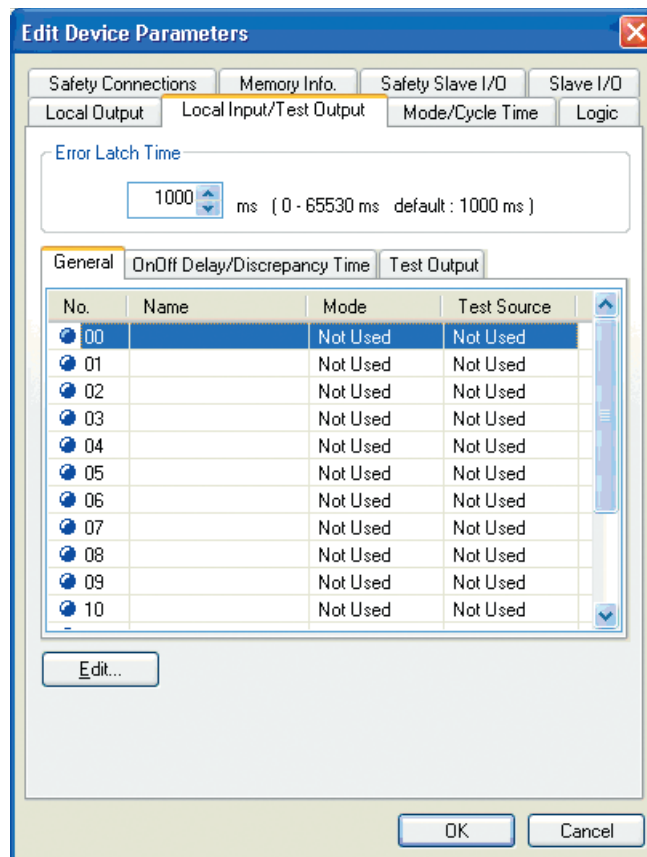 Edit Device Parameters
Safety Connections Memory Info. Safety Slave I/O Slave I/O
Local Output Local Input/Test Output Mode/Cycle Time Logic
Error Latch Time
1000 ms ( 0 - 65530 ms default : 1000 ms )
General OnOff Delay/Discrepancy Time Test Output
No. Name Mode Test Source
00 Not Used Not Used
01 Not Used Not Used
02 Not Used Not Used
03 Not Used Not Used
04 Not Used Not Used
05 Not Used Not Used
06 Not Used Not Used
07 Not Used Not Used
08 Not Used Not Used
09 Not Used Not Used
10 Not Used Not Used
Edit...
OK Cancel